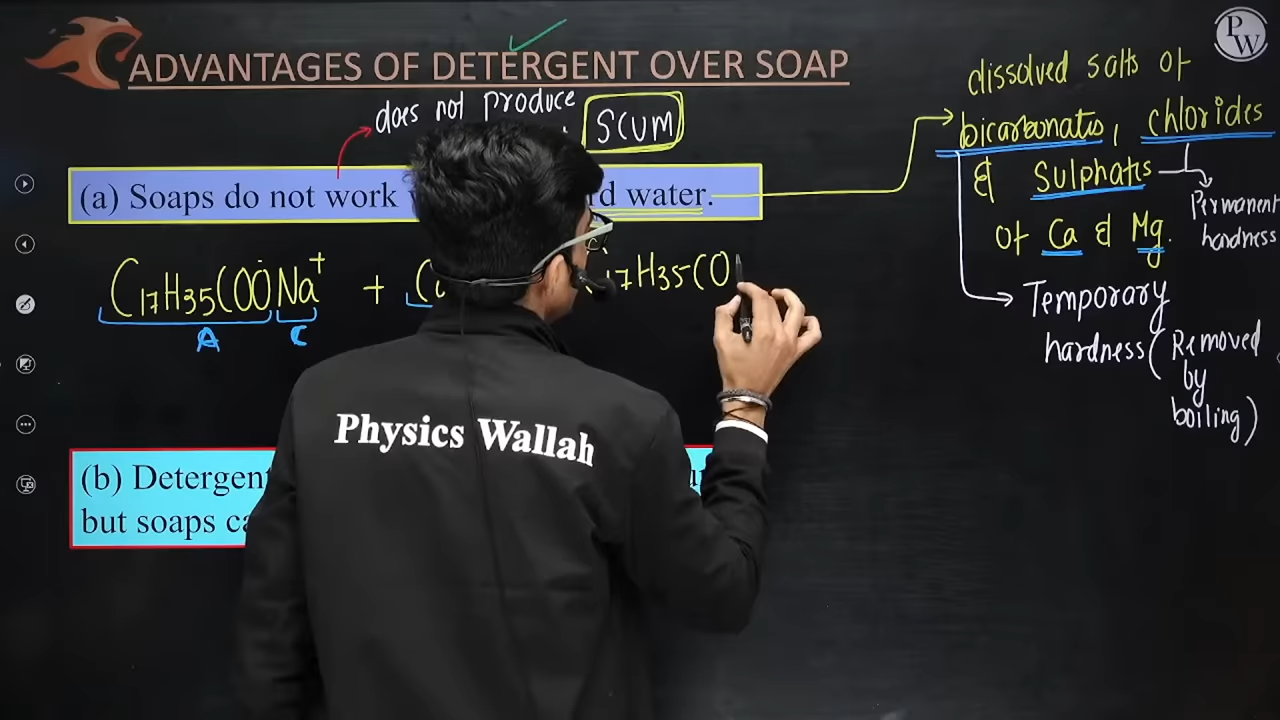 ADVANTAGES OF DETERGENT OVER SOAP
PW
does not produce
SCUM
(a) Soaps do not work rd water.
C17H35COO⁻Na⁺ + C 17H35CO
A C
dissolved salts of
bicarbonates, chlorides
& Sulphates
of Ca & Mg.
Permanent
hardness
Temporary
hardness (Removed
by
boiling)
Physics Wallah
(b) Detergent
but soaps ca